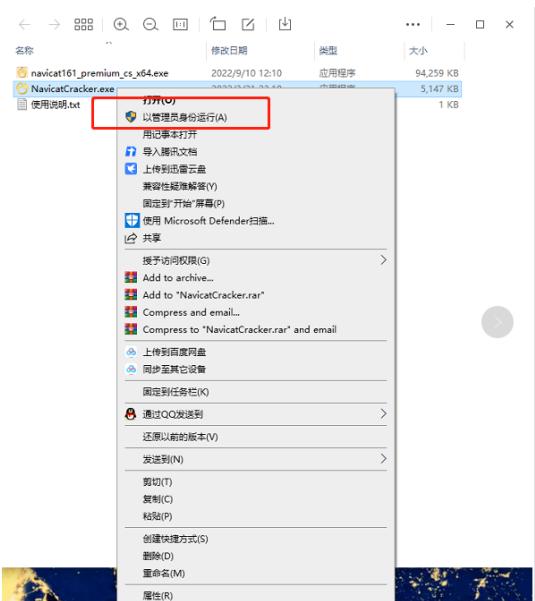 名称 修改日期 类型 大小
navicat161_premium_cs_x64.exe 2022/9/10 12:10 应用程序 94,259 KB
NavicatCracker.exe 5,147 KB
使用说明.txt 1 KB
打开(O)
以管理员身份运行(A)
用记事本打开
导入腾讯文档
上传到迅雷云盘
兼容性疑难解答(Y)
固定到"开始"屏幕(P)
使用 Microsoft Defender扫描...
共享
授予访问权限(G)
Add to archive...
Add to "NavicatCracker.rar"
Compress and email...
Compress to "NavicatCracker.rar" and email
上传到百度网盘
同步至其它设备
固定到任务栏(K)
通过QQ发送到
还原以前的版本(V)
发送到(N)
剪切(T)
复制(C)
粘贴(P)
创建快捷方式(S)
删除(D)
重命名(M)
属性(R)